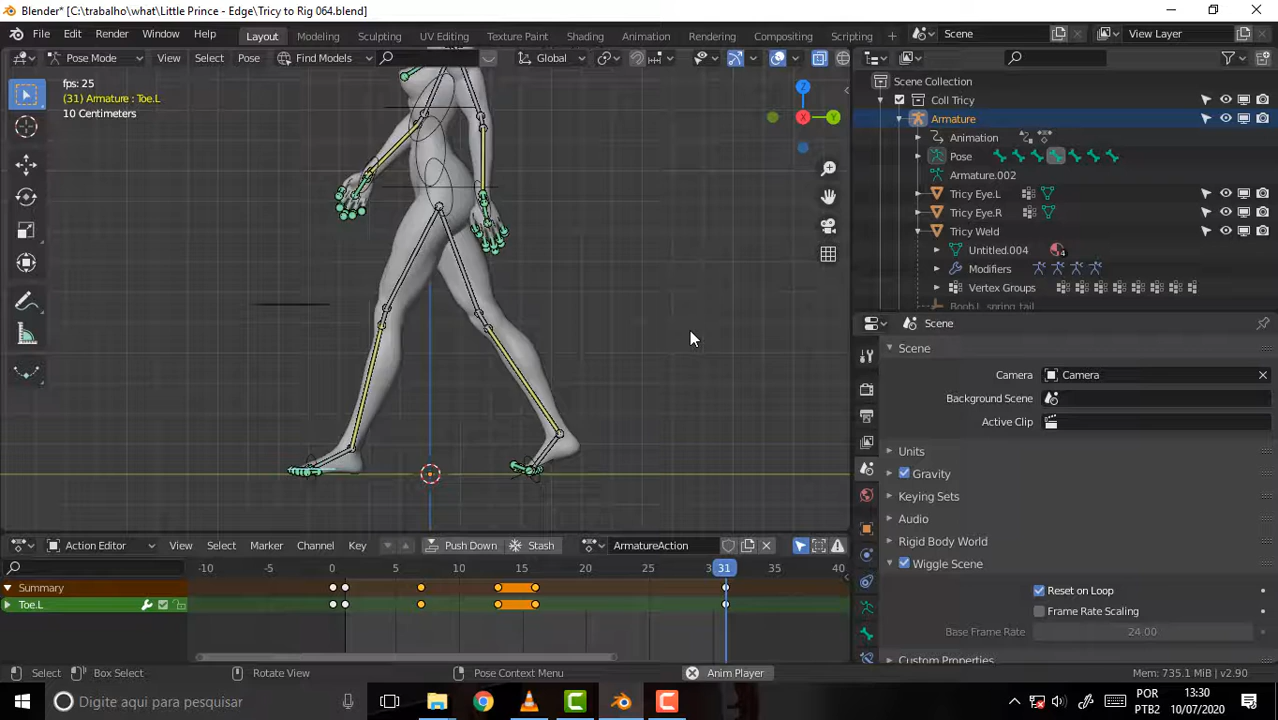 Blender* [C:\trabalho\what\Little Prince - Edge\Tricy to Rig 064.blend]
File Edit Render Window Help Layout Modeling Sculpting UV Editing Texture Paint Shading Animation Rendering Compositing Scripting + Scene View Layer
Pose Mode View Select Pose Find Models Global
fps: 25
(31) Armature : Toe.L
10 Centimeters
Z
X
Y
Scene Collection
Coll Tricy
Armature
Animation
Pose
Armature.002
Tricy Eye.L
Tricy Eye.R
Tricy Weld
Untitled.004
4
Modifiers
Vertex Groups
Boob.L_spring_tail
Scene
Scene
Camera Camera
Background Scene
Active Clip
Units
Gravity
Keying Sets
Audio
Rigid Body World
Wiggle Scene
Reset on Loop
Frame Rate Scaling
Base Frame Rate 24.00
Custom Properties
Action Editor View Select Marker Channel Key Push Down Stash ArmatureAction
-10 -5 0 5 10 15 20 25 31 35 40
Summary
Toe.L
Select Box Select Rotate View Pose Context Menu Anim Player Mem: 735.1 MiB | v2.90
Digite aqui para pesquisar
POR
PTB2
13:30
10/07/2020